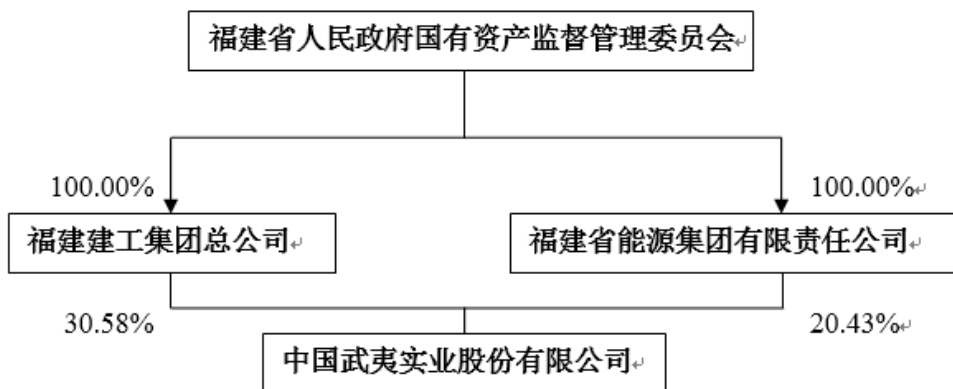 福建省人民政府国有资产监督管理委员会
100.00% 100.00%
福建建工集团总公司 福建省能源集团有限责任公司
30.58% 20.43%
中国武夷实业股份有限公司